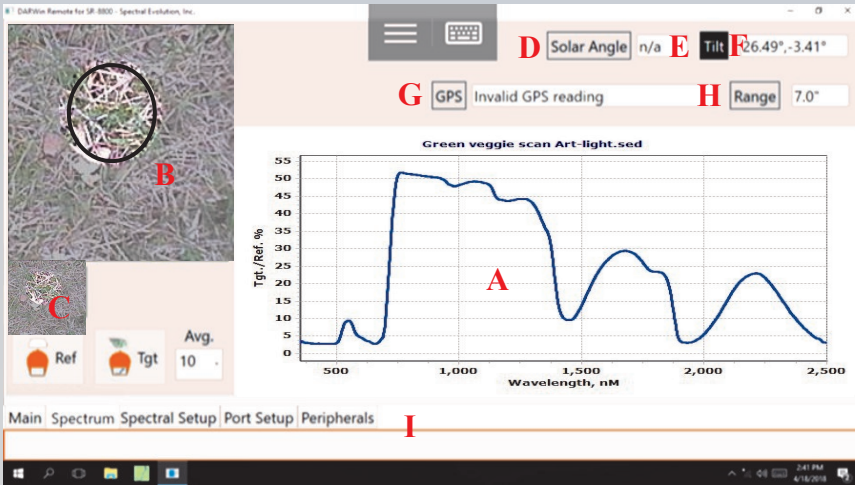 DARWin Remote for SR-8800 - Spectral Evolution, Inc.
D Solar Angle n/a E Tilt F 26.49°,-3.41°
G GPS Invalid GPS reading H Range 7.0"
B
C
Ref Tgt Avg. 10
Green veggie scan Art-light.sed
Tgt./Ref. %
55
50
45
40
35
30
25
20
15
10
5
0
A
500 1,000 1,500 2,000 2,500
Wavelength, nM
Main Spectrum Spectral Setup Port Setup Peripherals I
2:41 PM
4/18/2018
2